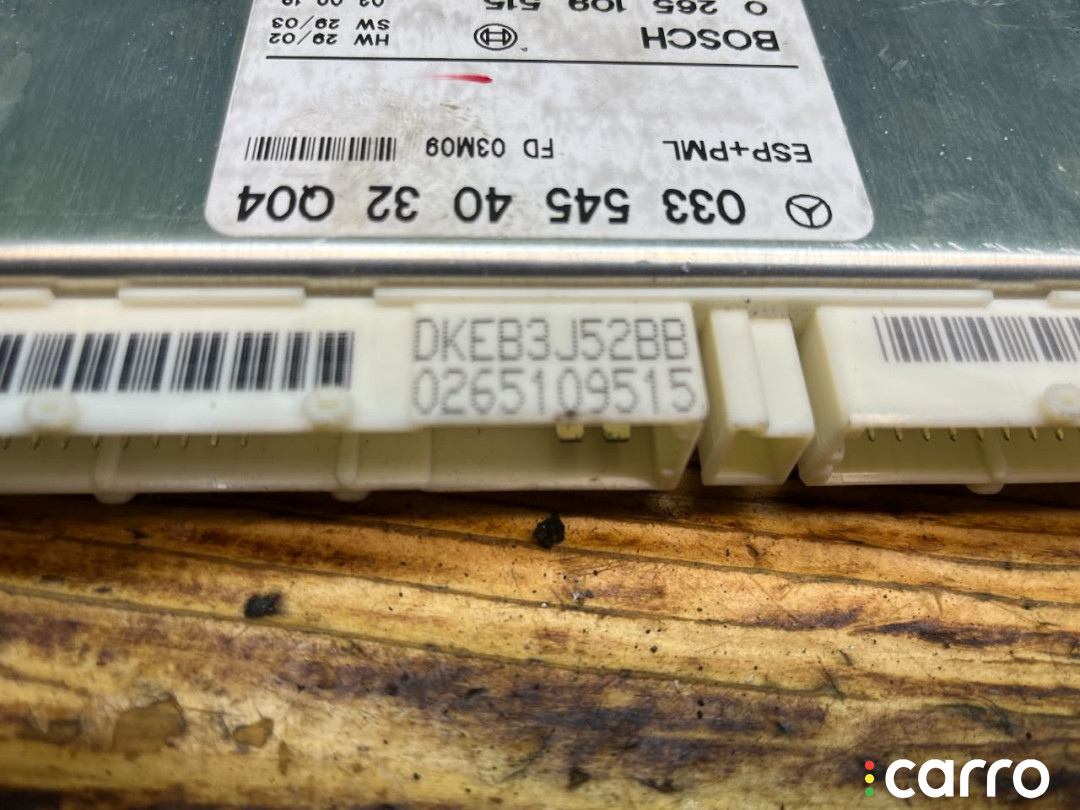 033 545 40 32 Q04
ESP+PML FD 03M09
BOSCH
HW 29/02
SW 29/03
0 265 109 515
DKEB3J52BB
0265109515
carro